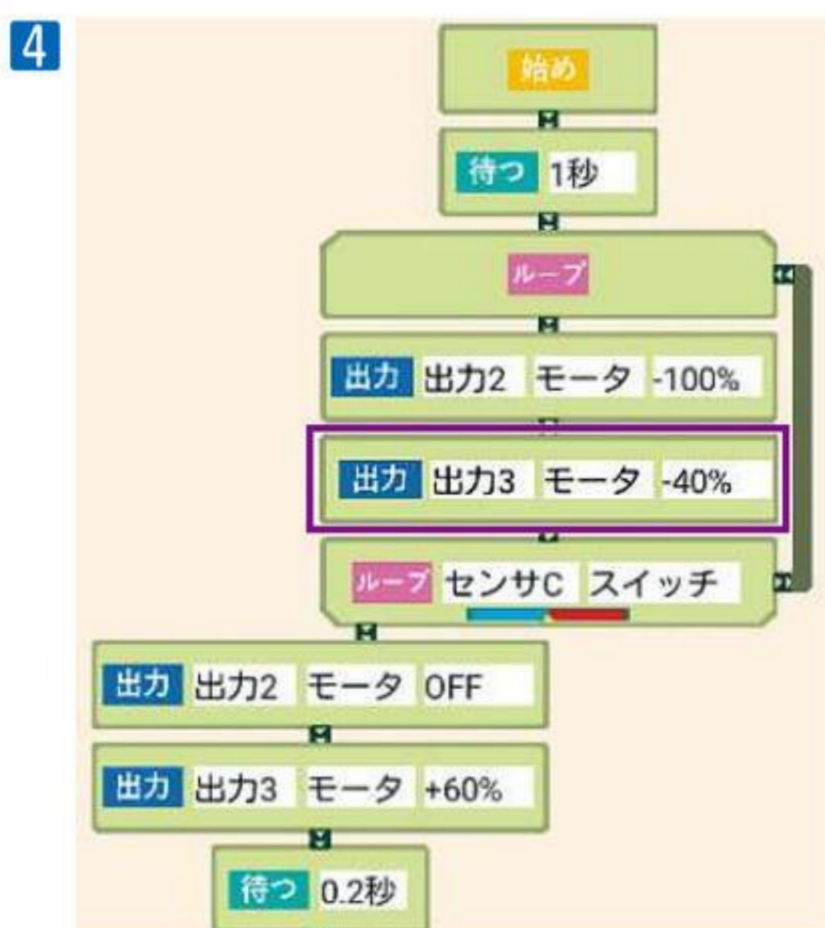 4
始め
待つ 1秒
ループ
出力 出力2 モータ -100%
出力 出力3 モータ -40%
ループ センサC スイッチ
出力 出力2 モータ OFF
出力 出力3 モータ +60%
待つ 0.2秒